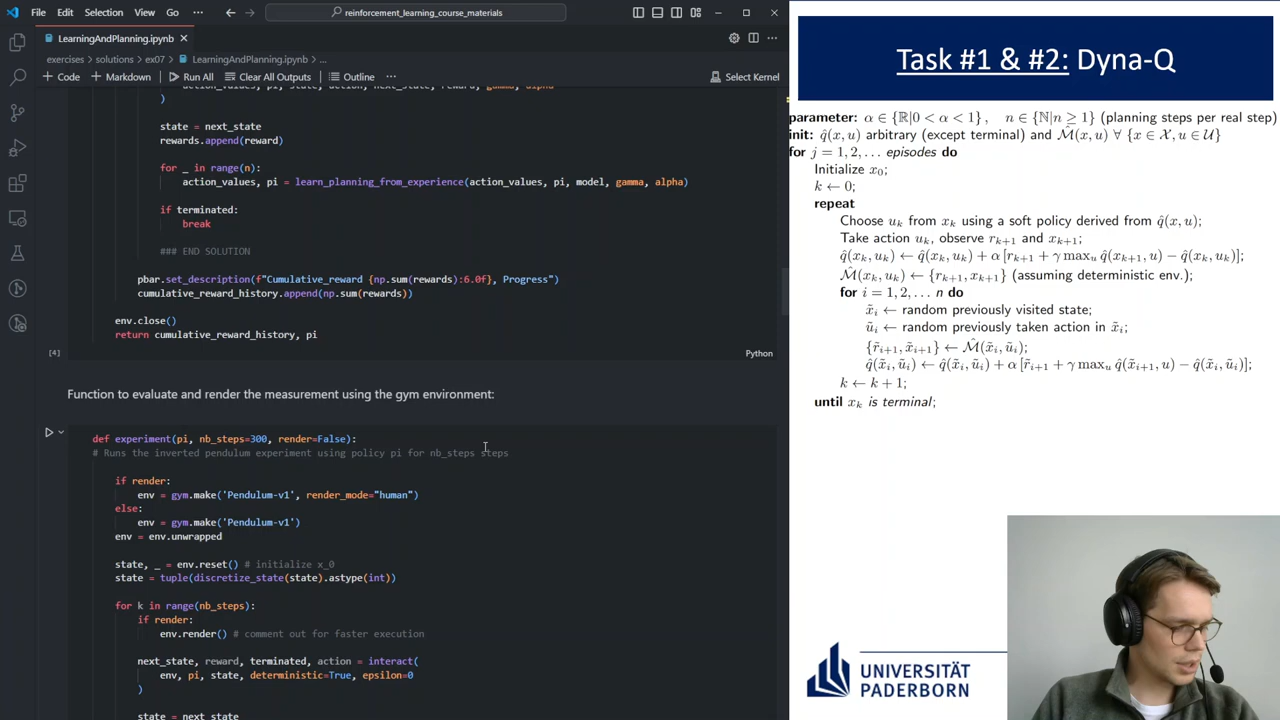 File Edit Selection View Go Run ···
reinforcement_learning_course_materials
LearningAndPlanning.ipynb
exercises > solutions > ex07 > LearningAndPlanning.ipynb > ...
+ Code + Markdown Run All Clear All Outputs Outline ··· Select Kernel
action_values, pi, state, action, next_state, reward, gamma, alpha
)
state = next_state
rewards.append(reward)
for _ in range(n):
action_values, pi = learn_planning_from_experience(action_values, pi, model, gamma, alpha)
if terminated:
break
### END SOLUTION
pbar.set_description(f"Cumulative_reward {np.sum(rewards):6.0f}, Progress")
cumulative_reward_history.append(np.sum(rewards))
env.close()
return cumulative_reward_history, pi
[4]
Python
Function to evaluate and render the measurement using the gym environment:
def experiment(pi, nb_steps=300, render=False):
# Runs the inverted pendulum experiment using policy pi for nb_steps steps
if render:
env = gym.make('Pendulum-v1', render_mode="human")
else:
env = gym.make('Pendulum-v1')
env = env.unwrapped
state, _ = env.reset() # initialize x_0
state = tuple(discretize_state(state).astype(int))
for k in range(nb_steps):
if render:
env.render() # comment out for faster execution
next_state, reward, terminated, action = interact(
env, pi, state, deterministic=True, epsilon=0
)
state = next_state
Task #1 & #2: Dyna-Q
parameter: α ∈ {ℝ|0 < α < 1}, n ∈ {ℕ|n ≥ 1} (planning steps per real step)
init: q̂(x, u) arbitrary (except terminal) and M̂(x, u) ∀ {x ∈ 𝒳, u ∈ 𝒰}
for j = 1, 2, ... episodes do
Initialize x₀;
k ← 0;
repeat
Choose uₖ from xₖ using a soft policy derived from q̂(x, u);
Take action uₖ, observe rₖ₊₁ and xₖ₊₁;
q̂(xₖ, uₖ) ← q̂(xₖ, uₖ) + α [rₖ₊₁ + γ maxᵤ q̂(xₖ₊₁, u) − q̂(xₖ, uₖ)];
M̂(xₖ, uₖ) ← {rₖ₊₁, xₖ₊₁} (assuming deterministic env.);
for i = 1, 2, ... n do
x̃ᵢ ← random previously visited state;
ũᵢ ← random previously taken action in x̃ᵢ;
{r̃ᵢ₊₁, x̃ᵢ₊₁} ← M̂(x̃ᵢ, ũᵢ);
q̂(x̃ᵢ, ũᵢ) ← q̂(x̃ᵢ, ũᵢ) + α [r̃ᵢ₊₁ + γ maxᵤ q̂(x̃ᵢ₊₁, u) − q̂(x̃ᵢ, ũᵢ)];
k ← k + 1;
until xₖ is terminal;
UNIVERSITÄT
PADERBORN